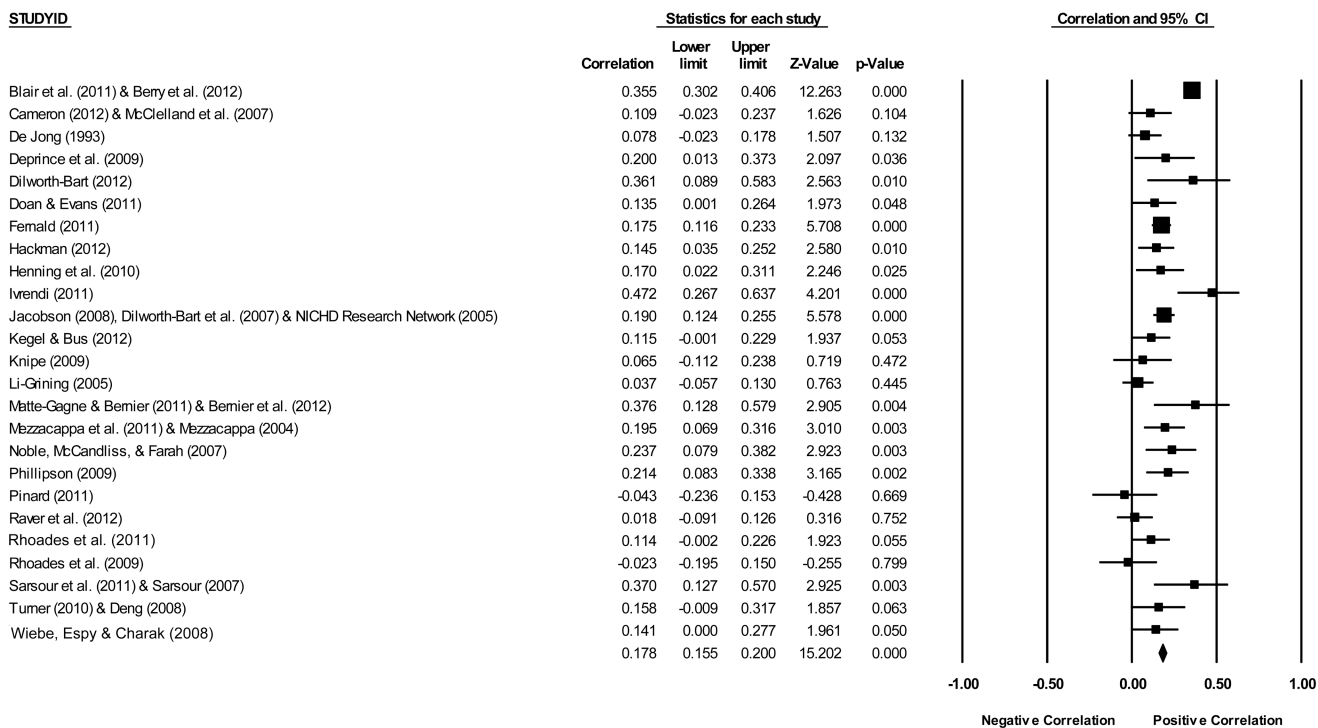 STUDYID Statistics for each study Correlation and 95% CI
Correlation Lower limit Upper limit Z-Value p-Value
Blair et al. (2011) & Berry et al. (2012) 0.355 0.302 0.406 12.263 0.000
Cameron (2012) & McClelland et al. (2007) 0.109 -0.023 0.237 1.626 0.104
De Jong (1993) 0.078 -0.023 0.178 1.507 0.132
Deprince et al. (2009) 0.200 0.013 0.373 2.097 0.036
Dilworth-Bart (2012) 0.361 0.089 0.583 2.563 0.010
Doan & Evans (2011) 0.135 0.001 0.264 1.973 0.048
Fernald (2011) 0.175 0.116 0.233 5.708 0.000
Hackman (2012) 0.145 0.035 0.252 2.580 0.010
Henning et al. (2010) 0.170 0.022 0.311 2.246 0.025
Ivrendi (2011) 0.472 0.267 0.637 4.201 0.000
Jacobson (2008), Dilworth-Bart et al. (2007) & NICHD Research Network (2005) 0.190 0.124 0.255 5.578 0.000
Kegel & Bus (2012) 0.115 -0.001 0.229 1.937 0.053
Knipe (2009) 0.065 -0.112 0.238 0.719 0.472
Li-Grining (2005) 0.037 -0.057 0.130 0.763 0.445
Matte-Gagne & Bernier (2011) & Bernier et al. (2012) 0.376 0.128 0.579 2.905 0.004
Mezzacappa et al. (2011) & Mezzacappa (2004) 0.195 0.069 0.316 3.010 0.003
Noble, McCandliss, & Farah (2007) 0.237 0.079 0.382 2.923 0.003
Phillipson (2009) 0.214 0.083 0.338 3.165 0.002
Pinard (2011) -0.043 -0.236 0.153 -0.428 0.669
Raver et al. (2012) 0.018 -0.091 0.126 0.316 0.752
Rhoades et al. (2011) 0.114 -0.002 0.226 1.923 0.055
Rhoades et al. (2009) -0.023 -0.195 0.150 -0.255 0.799
Sarsour et al. (2011) & Sarsour (2007) 0.370 0.127 0.570 2.925 0.003
Turner (2010) & Deng (2008) 0.158 -0.009 0.317 1.857 0.063
Wiebe, Espy & Charak (2008) 0.141 0.000 0.277 1.961 0.050
0.178 0.155 0.200 15.202 0.000
-1.00 -0.50 0.00 0.50 1.00
Negative Correlation Positive Correlation